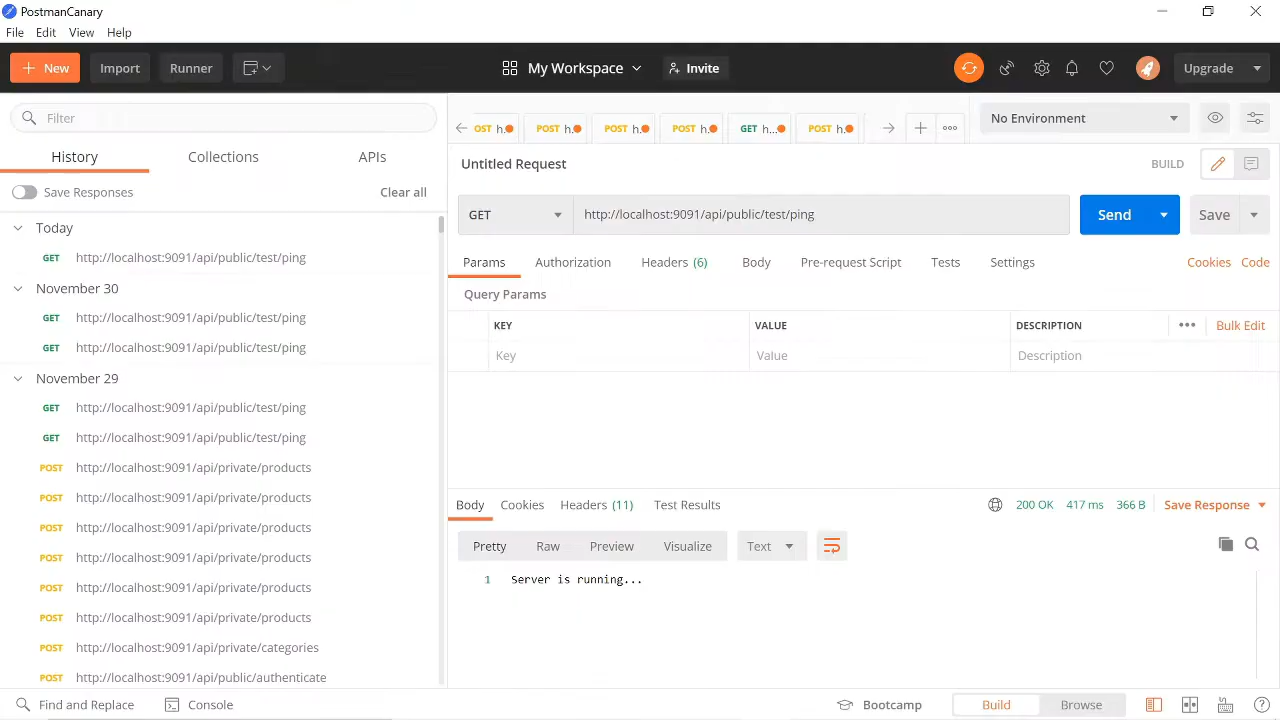 PostmanCanary
File Edit View Help
New Import Runner My Workspace Invite Upgrade
Filter
History Collections APIs
Save Responses Clear all
Today
GET http://localhost:9091/api/public/test/ping
November 30
GET http://localhost:9091/api/public/test/ping
GET http://localhost:9091/api/public/test/ping
November 29
GET http://localhost:9091/api/public/test/ping
GET http://localhost:9091/api/public/test/ping
POST http://localhost:9091/api/private/products
POST http://localhost:9091/api/private/products
POST http://localhost:9091/api/private/products
POST http://localhost:9091/api/private/products
POST http://localhost:9091/api/private/products
POST http://localhost:9091/api/private/products
POST http://localhost:9091/api/private/categories
POST http://localhost:9091/api/public/authenticate
OST h. POST h. POST h. POST h. GET h... POST h. No Environment
Untitled Request BUILD
GET http://localhost:9091/api/public/test/ping Send Save
Params Authorization Headers (6) Body Pre-request Script Tests Settings Cookies Code
Query Params
KEY VALUE DESCRIPTION Bulk Edit
Key Value Description
Body Cookies Headers (11) Test Results 200 OK 417 ms 366 B Save Response
Pretty Raw Preview Visualize Text
1 Server is running...
Find and Replace Console Bootcamp Build Browse